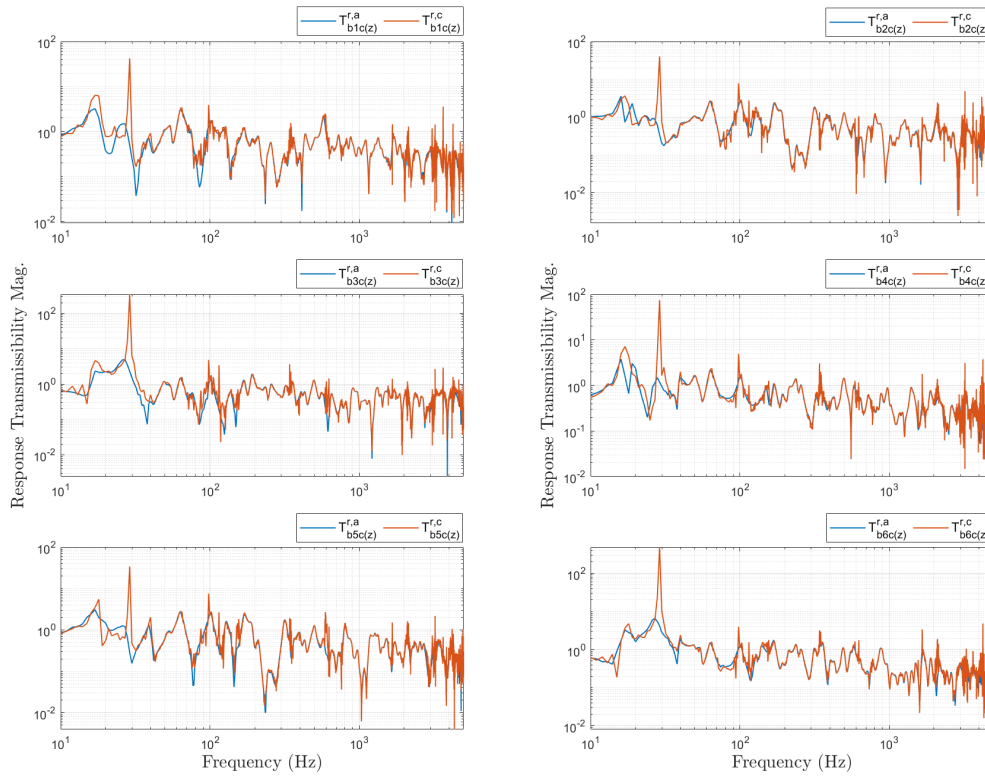 T^{r,a}_{b1c(z)} T^{r,c}_{b1c(z)}
10^2
10^0
10^{-2}
10^1 10^2 10^3
T^{r,a}_{b2c(z)} T^{r,c}_{b2c(z)}
10^2
10^0
10^{-2}
10^1 10^2 10^3
Response Transmissibility Mag.
T^{r,a}_{b3c(z)} T^{r,c}_{b3c(z)}
10^2
10^0
10^{-2}
10^1 10^2 10^3
Response Transmissibility Mag.
T^{r,a}_{b4c(z)} T^{r,c}_{b4c(z)}
10^2
10^1
10^0
10^{-1}
10^{-2}
10^1 10^2 10^3
T^{r,a}_{b5c(z)} T^{r,c}_{b5c(z)}
10^2
10^0
10^{-2}
10^1 10^2 10^3
Frequency (Hz)
T^{r,a}_{b6c(z)} T^{r,c}_{b6c(z)}
10^2
10^0
10^{-2}
10^1 10^2 10^3
Frequency (Hz)